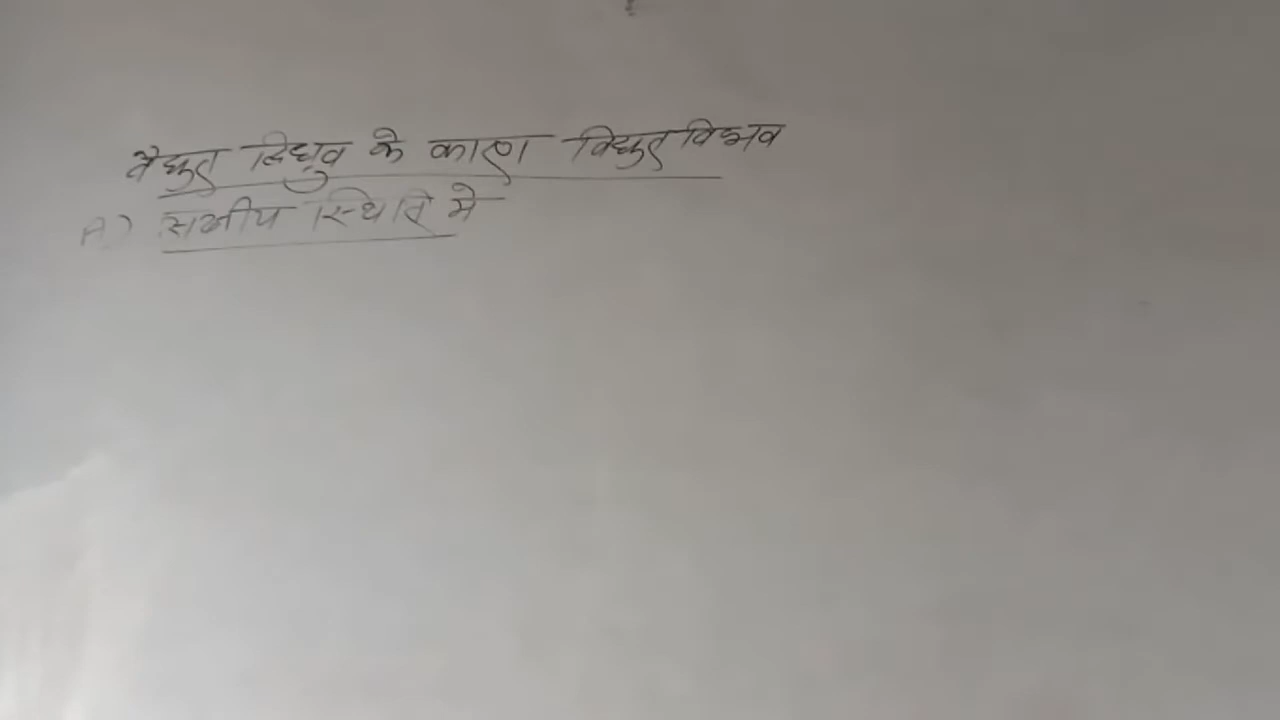 वैद्युत द्विध्रुव के कारण विद्युत विभव
A) अक्षीय स्थिति में